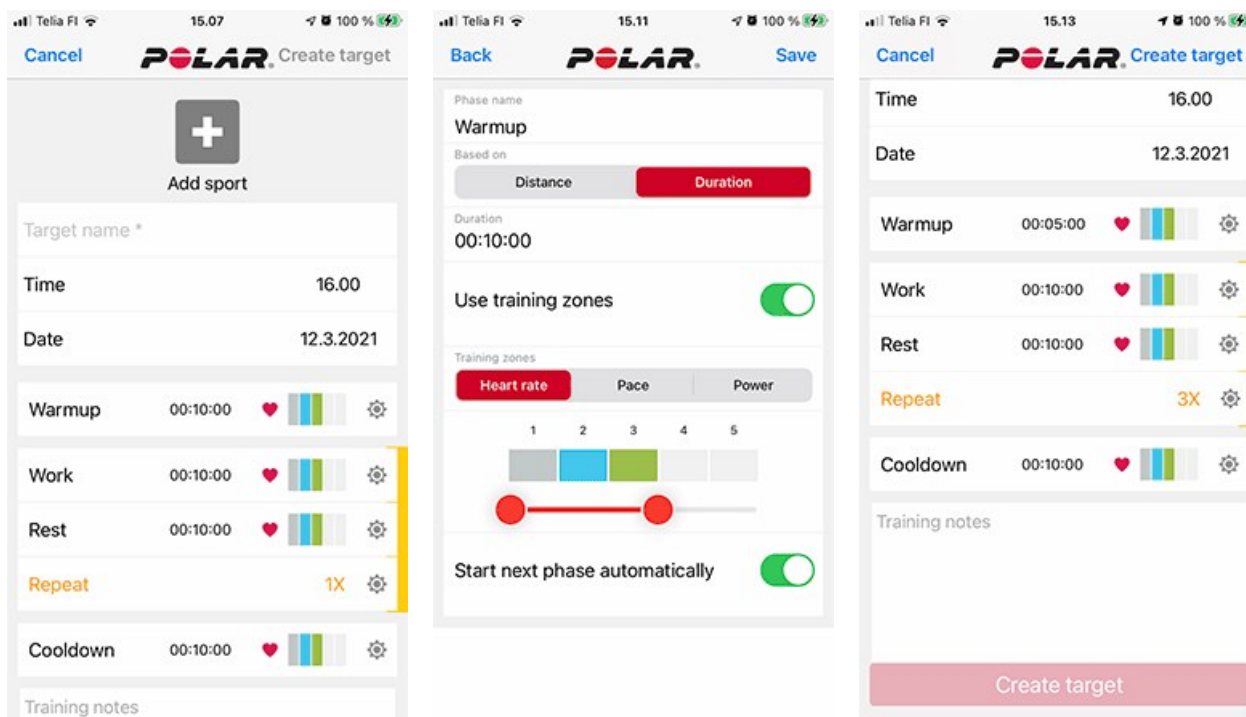 Telia FI 15.07 100 %
Cancel POLAR. Create target
Add sport
Target name *
Time 16.00
Date 12.3.2021
Warmup 00:10:00
Work 00:10:00
Rest 00:10:00
Repeat 1X
Cooldown 00:10:00
Training notes
Telia FI 15.11 100 %
Back POLAR. Save
Phase name
Warmup
Based on
Distance Duration
Duration
00:10:00
Use training zones
Training zones
Heart rate Pace Power
1 2 3 4 5
Start next phase automatically
Telia FI 15.13 100 %
Cancel POLAR. Create target
Time 16.00
Date 12.3.2021
Warmup 00:05:00
Work 00:10:00
Rest 00:10:00
Repeat 3X
Cooldown 00:10:00
Training notes
Create target